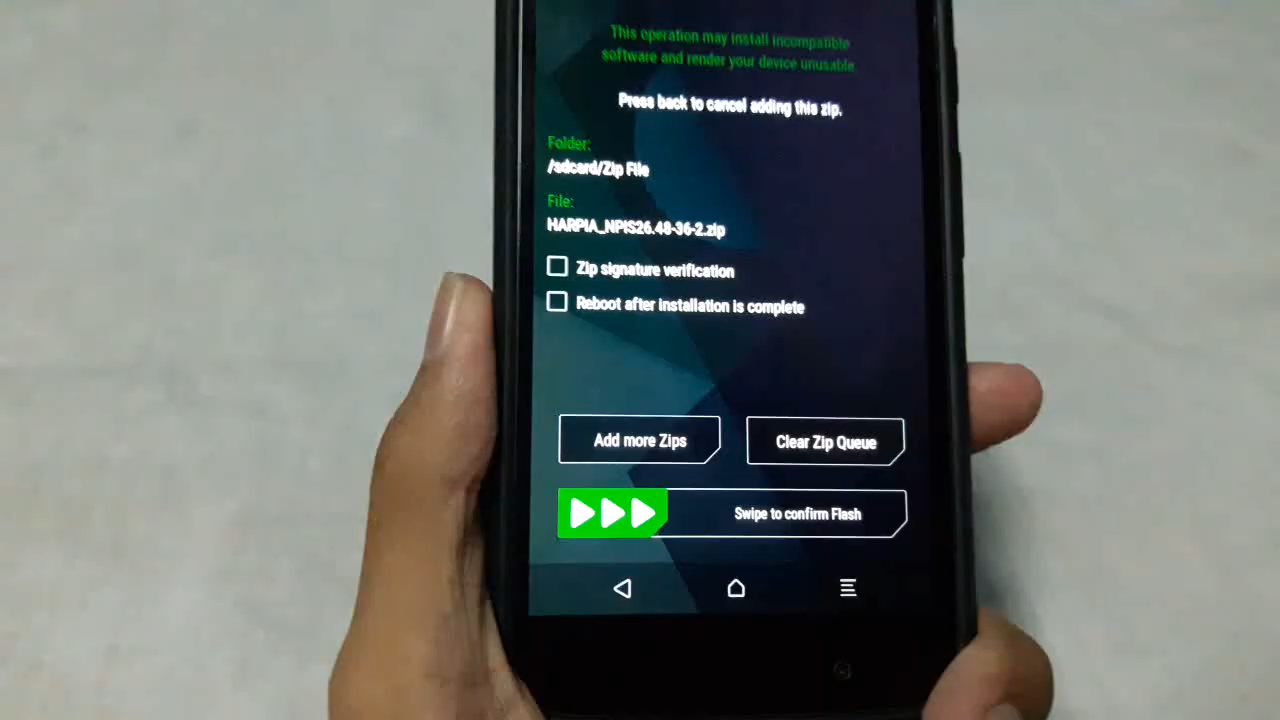 This operation may install incompatible
software and render your device unusable.
Press back to cancel adding this zip.
Folder:
/sdcard/Zip File
File:
HARPIA_NPIS26.48-36-2.zip
Zip signature verification
Reboot after installation is complete
Add more Zips
Clear Zip Queue
Swipe to confirm Flash